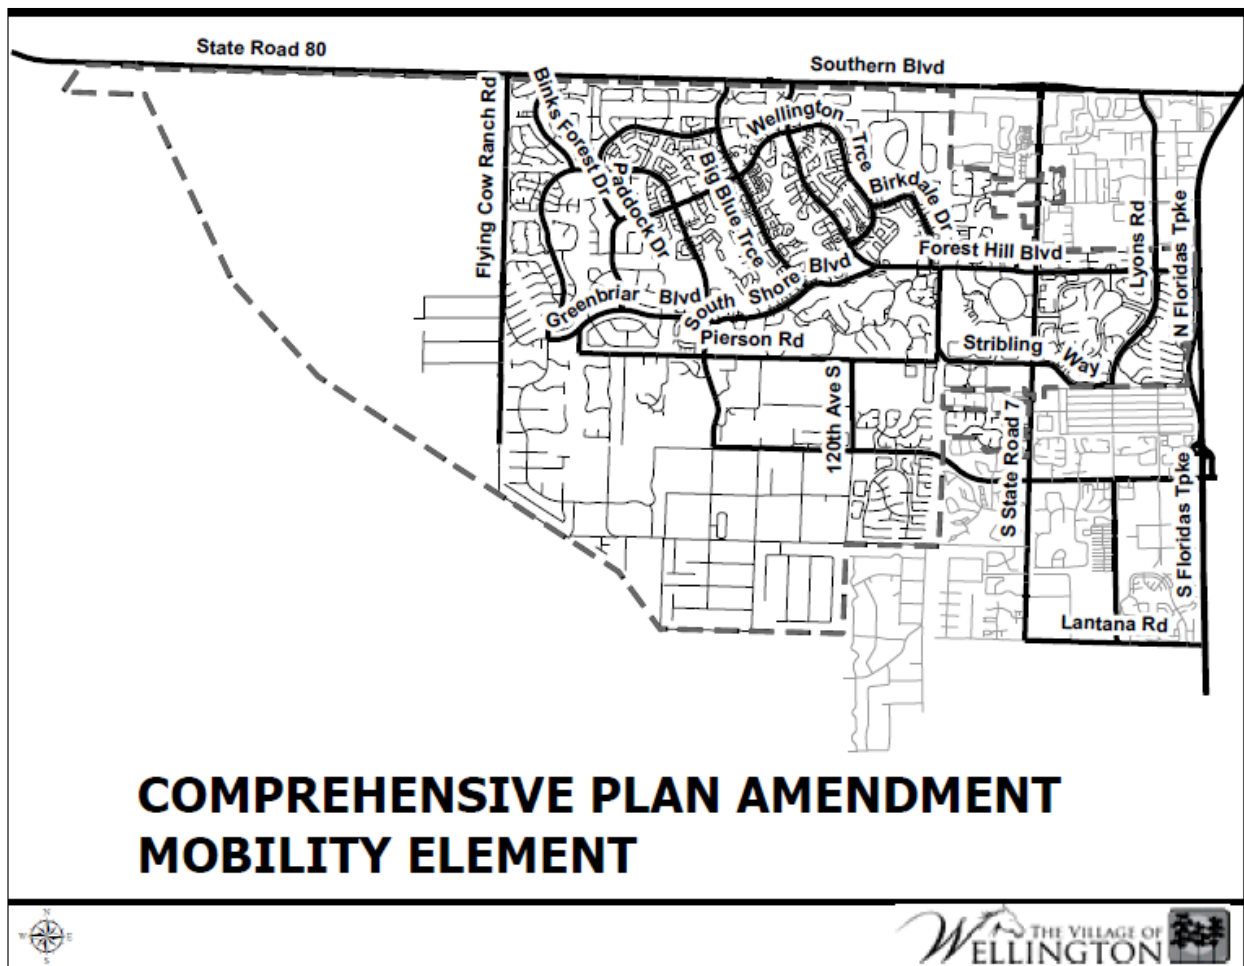 State Road 80
Southern Blvd
Flying Cow Ranch Rd
Binks Forest Dr
Wellington Trce
Paddock Dr
Big Blue Trce
Birkdale Dr
Forest Hill Blvd
Lyons Rd
N Floridas Tpke
Greenbriar Blvd
South Shore Blvd
Pierson Rd
Stribling Way
120th Ave S
S State Road 7
S Floridas Tpke
Lantana Rd
COMPREHENSIVE PLAN AMENDMENT
MOBILITY ELEMENT
N
W E
S
THE VILLAGE OF
WELLINGTON